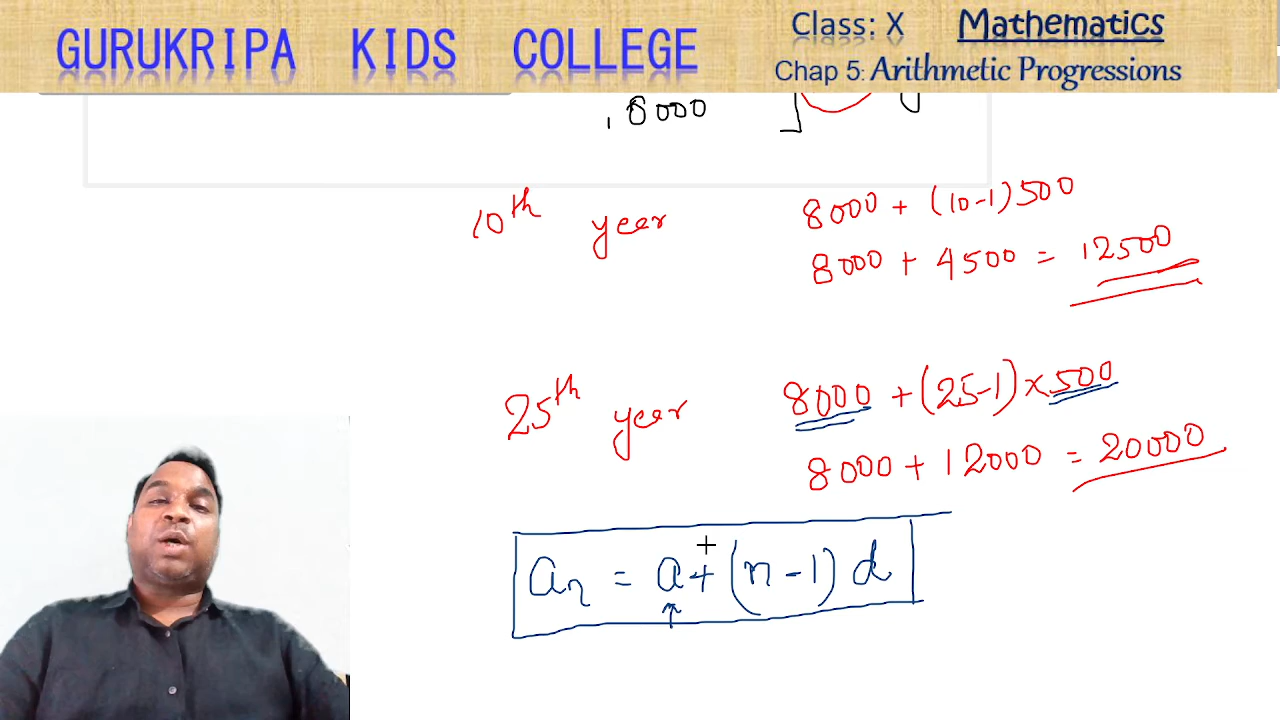 GURUKRIPA KIDS COLLEGE
Class: X Mathematics
Chap 5: Arithmetic Progressions
8000
10th year
8000 + (10-1)500
8000 + 4500 = 12500
25th year
8000 + (25-1)×500
8000 + 12000 = 20000
an = a + (n-1) d